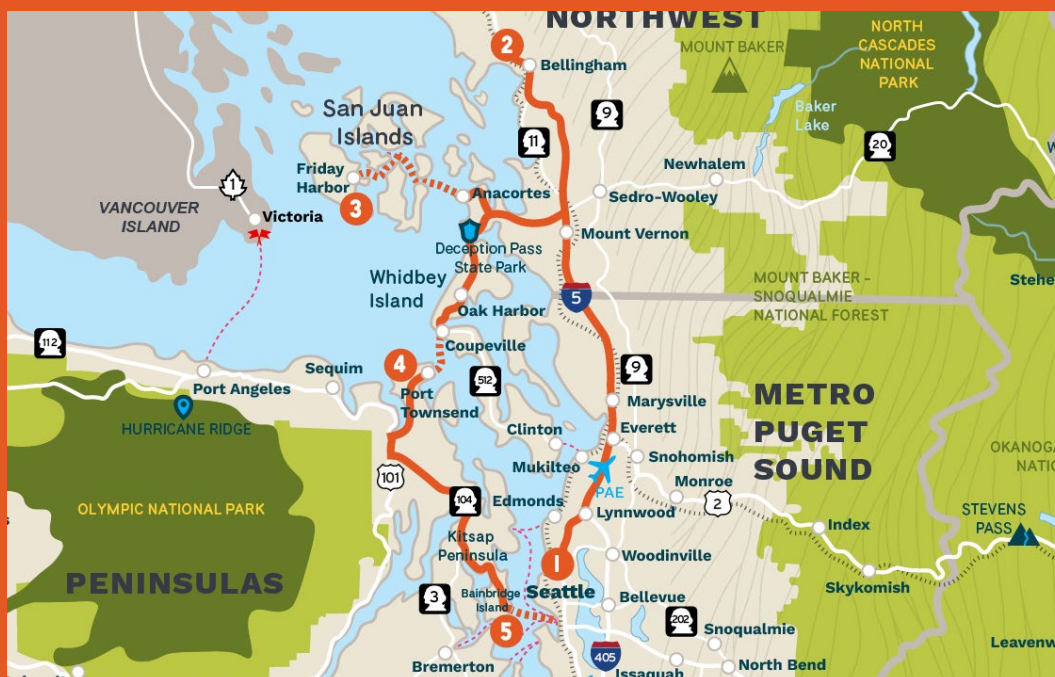 NORTHWEST
2
Bellingham
MOUNT BAKER
NORTH
CASCADES
NATIONAL
PARK
9
Baker
Lake
San Juan
Islands
11
20
Newhalem
Friday
Harbor
1
Anacortes
Sedro-Wooley
3
VANCOUVER
ISLAND
Victoria
Mount Vernon
Deception Pass
State Park
Whidbey
Island
MOUNT BAKER -
SNOQUALMIE
NATIONAL FOREST
Stehe
5
Oak Harbor
112
Coupeville
Sequim
4
9
Port Angeles
Port
Townsend
512
METRO
PUGET
SOUND
Marysville
HURRICANE RIDGE
Clinton
Everett
Mukilteo
Snohomish
OKANOGA
NATIO
101
PAE
Monroe
2
104
Edmonds
Lynnwood
OLYMPIC NATIONAL PARK
STEVENS
PASS
Index
Kitsap
Peninsula
1
Woodinville
PENINSULAS
Skykomish
3
Bainbridge
Island
Seattle
Bellevue
5
202
Snoqualmie
Leavenw
405
Bremerton
North Bend
Issaquah